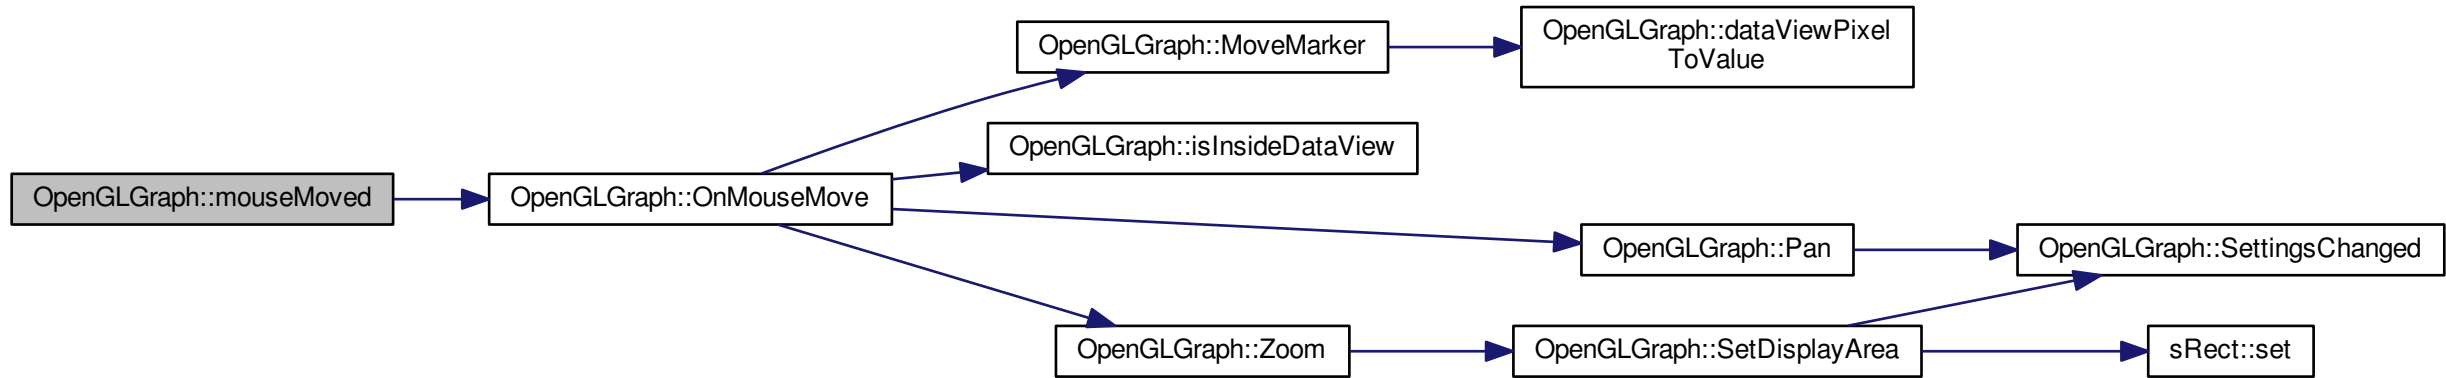 OpenGLGraph::mouseMoved
OpenGLGraph::OnMouseMove
OpenGLGraph::MoveMarker
OpenGLGraph::dataViewPixel
ToValue
OpenGLGraph::isInsideDataView
OpenGLGraph::Pan
OpenGLGraph::SettingsChanged
OpenGLGraph::Zoom
OpenGLGraph::SetDisplayArea
sRect::set